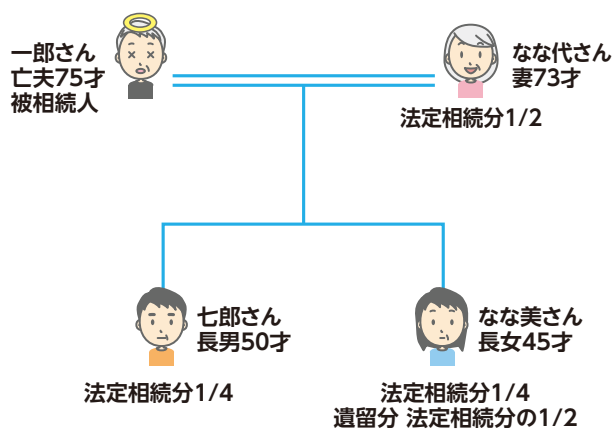 一郎さん
亡夫75才
被相続人
なな代さん
妻73才
法定相続分1/2
七郎さん
長男50才
法定相続分1/4
なな美さん
長女45才
法定相続分1/4
遺留分 法定相続分の1/2